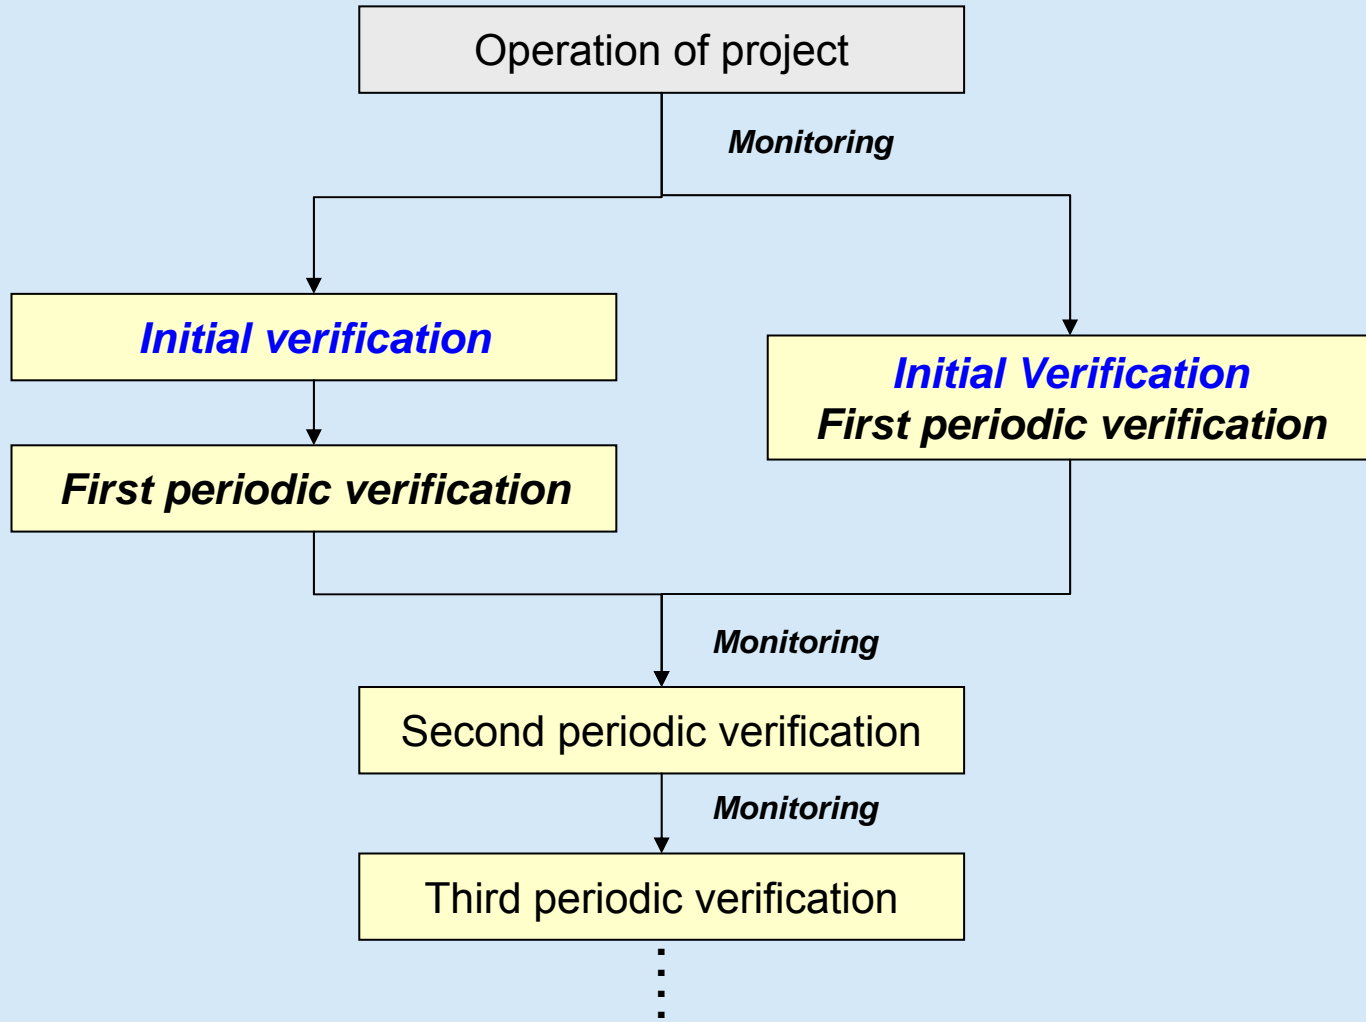 Operation of project
Monitoring
Initial verification
First periodic verification
Initial Verification
First periodic verification
Monitoring
Second periodic verification
Monitoring
Third periodic verification